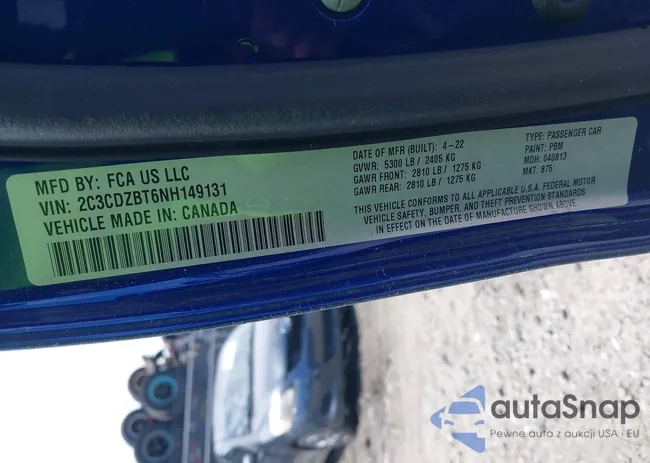 MFD BY: FCA US LLC
VIN: 2C3CDZBT6NH149131
VEHICLE MADE IN: CANADA
DATE OF MFR (BUILT): 4-22
GVWR: 5300 LB / 2405 KG
GAWR FRONT: 2810 LB / 1275 KG
GAWR REAR: 2810 LB / 1275 KG
TYPE: PASSENGER CAR
PAINT: PBM
MDH: 040813
MKT: 875
THIS VEHICLE CONFORMS TO ALL APPLICABLE U.S.A. FEDERAL MOTOR
VEHICLE SAFETY, BUMPER, AND THEFT PREVENTION STANDARDS
IN EFFECT ON THE DATE OF MANUFACTURE SHOWN ABOVE.
autoSnap
Pewne auta z aukcji USA i EU